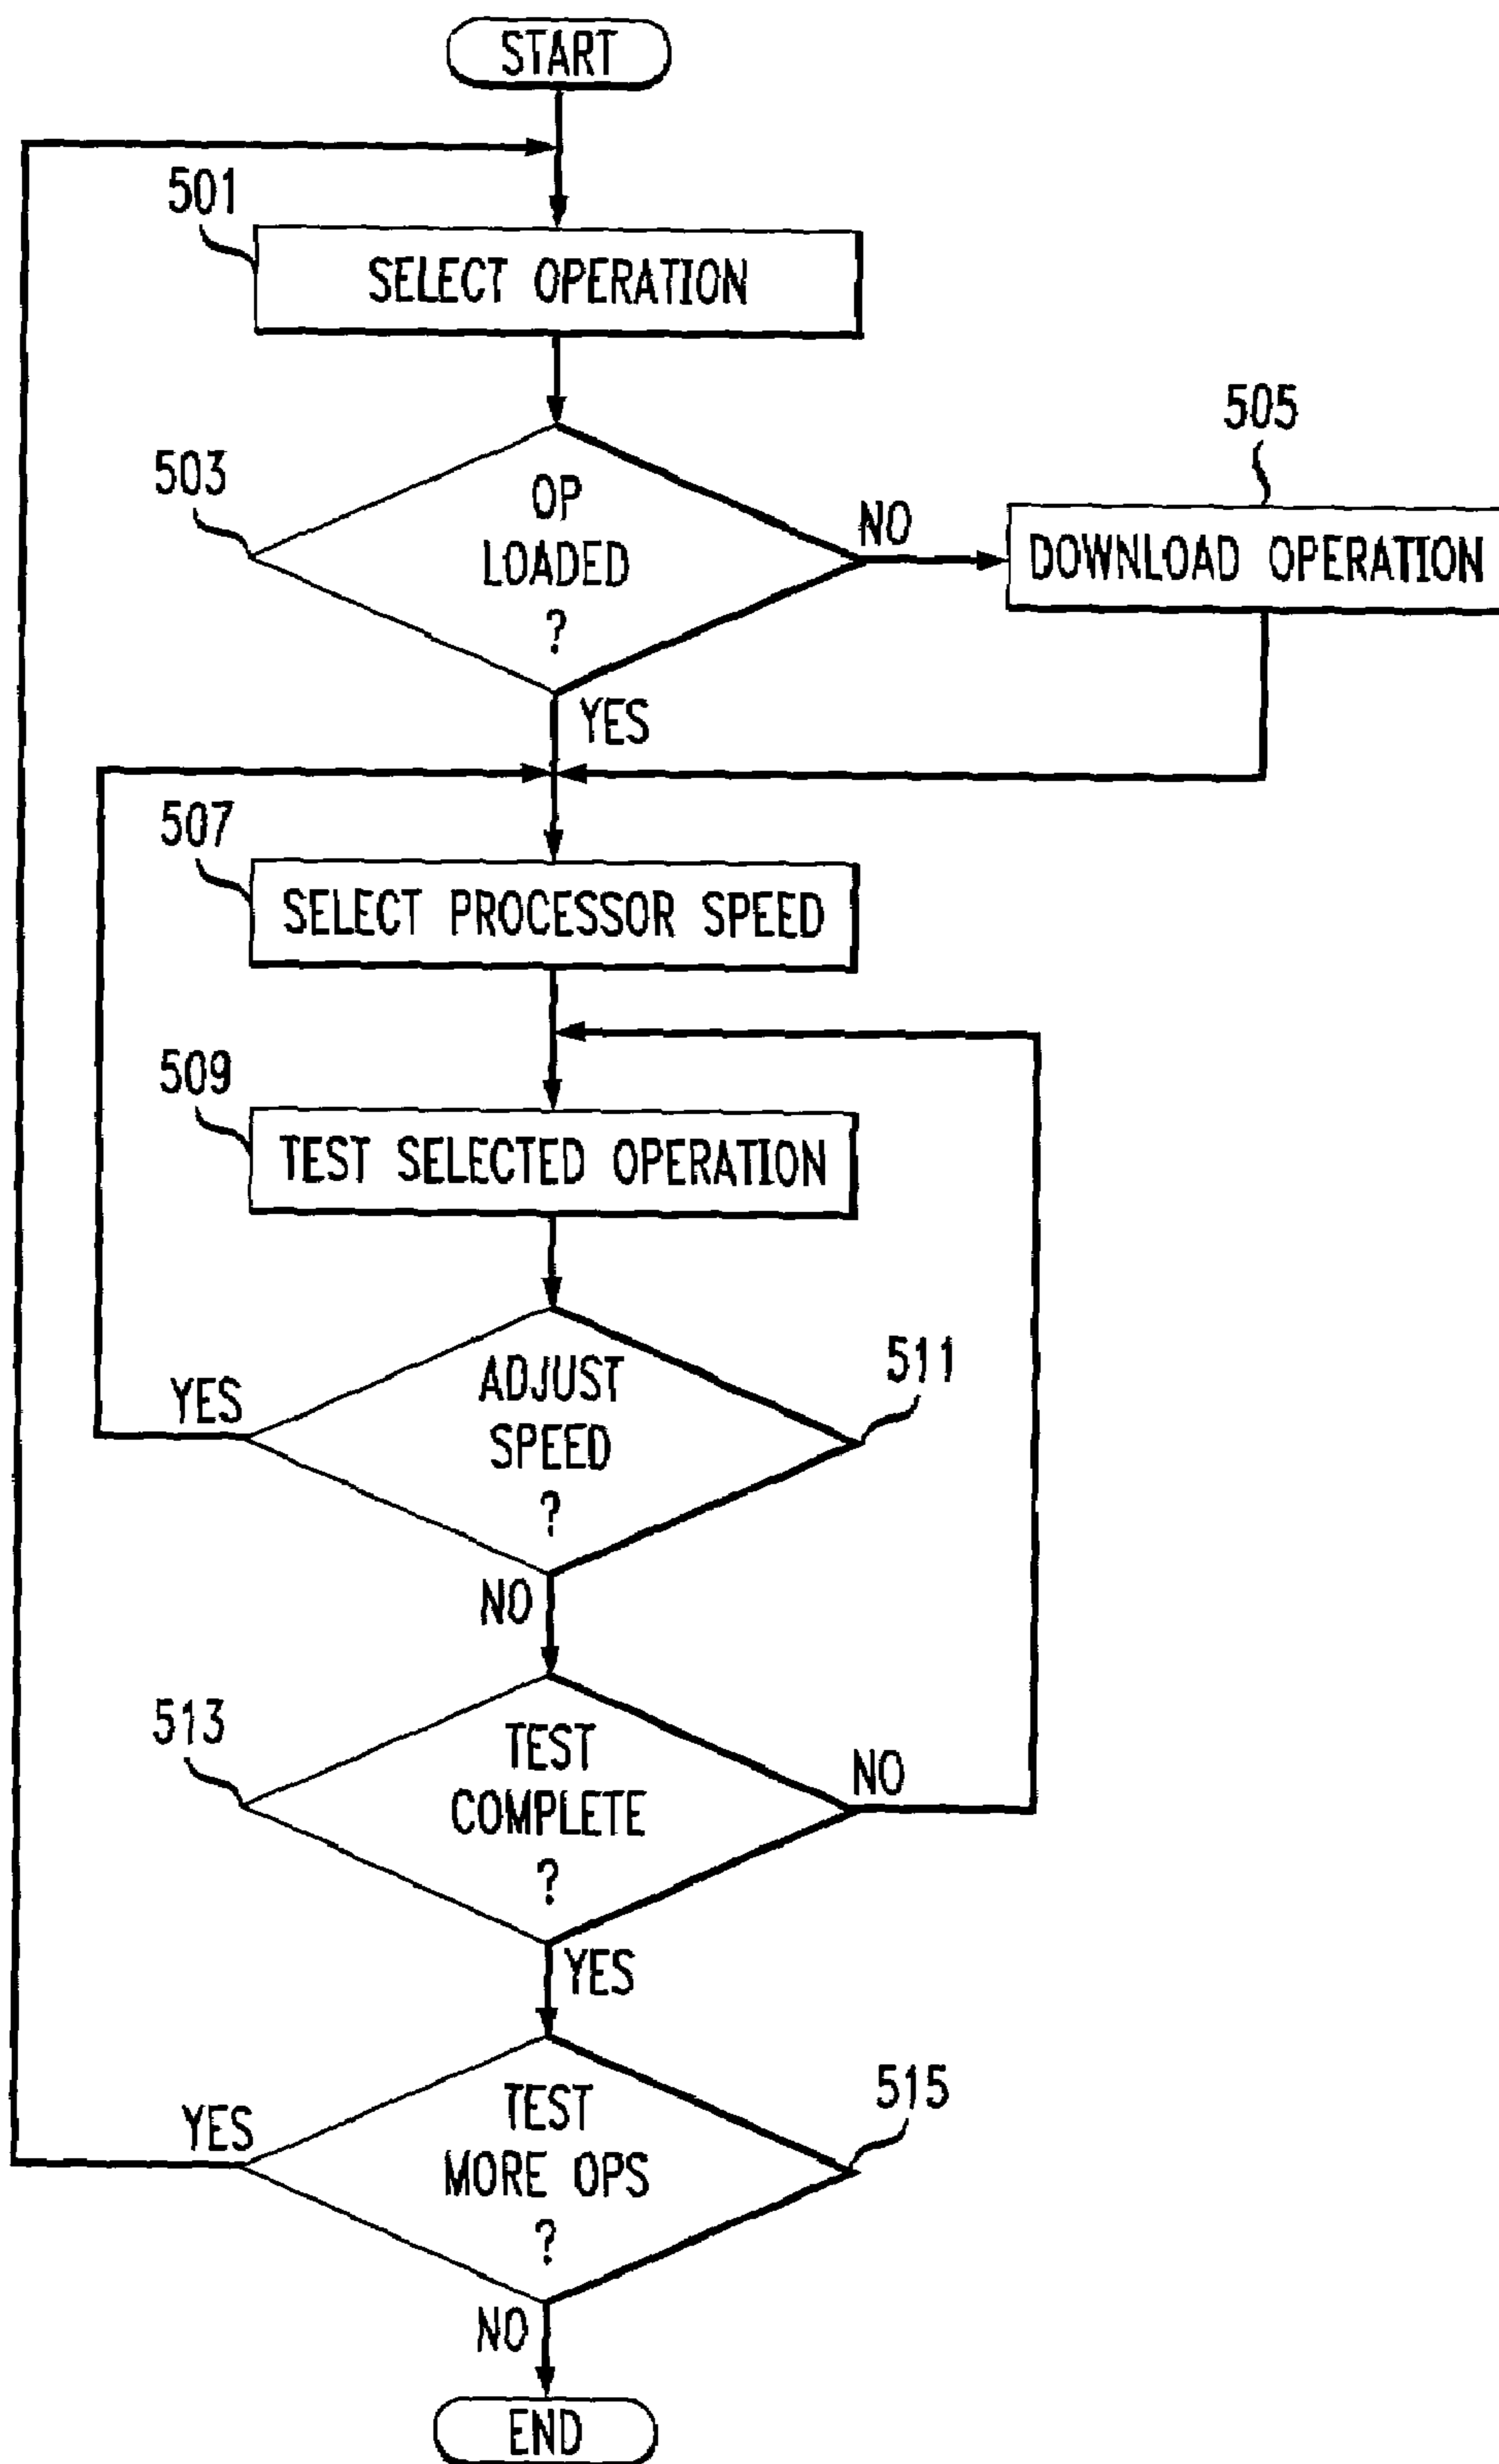 START
501
SELECT OPERATION
505
503
OP
LOADED
?
NO
DOWNLOAD OPERATION
YES
507
SELECT PROCESSOR SPEED
509
TEST SELECTED OPERATION
511
YES
ADJUST
SPEED
?
NO
513
TEST
COMPLETE
?
NO
YES
515
YES
TEST
MORE OPS
?
NO
END